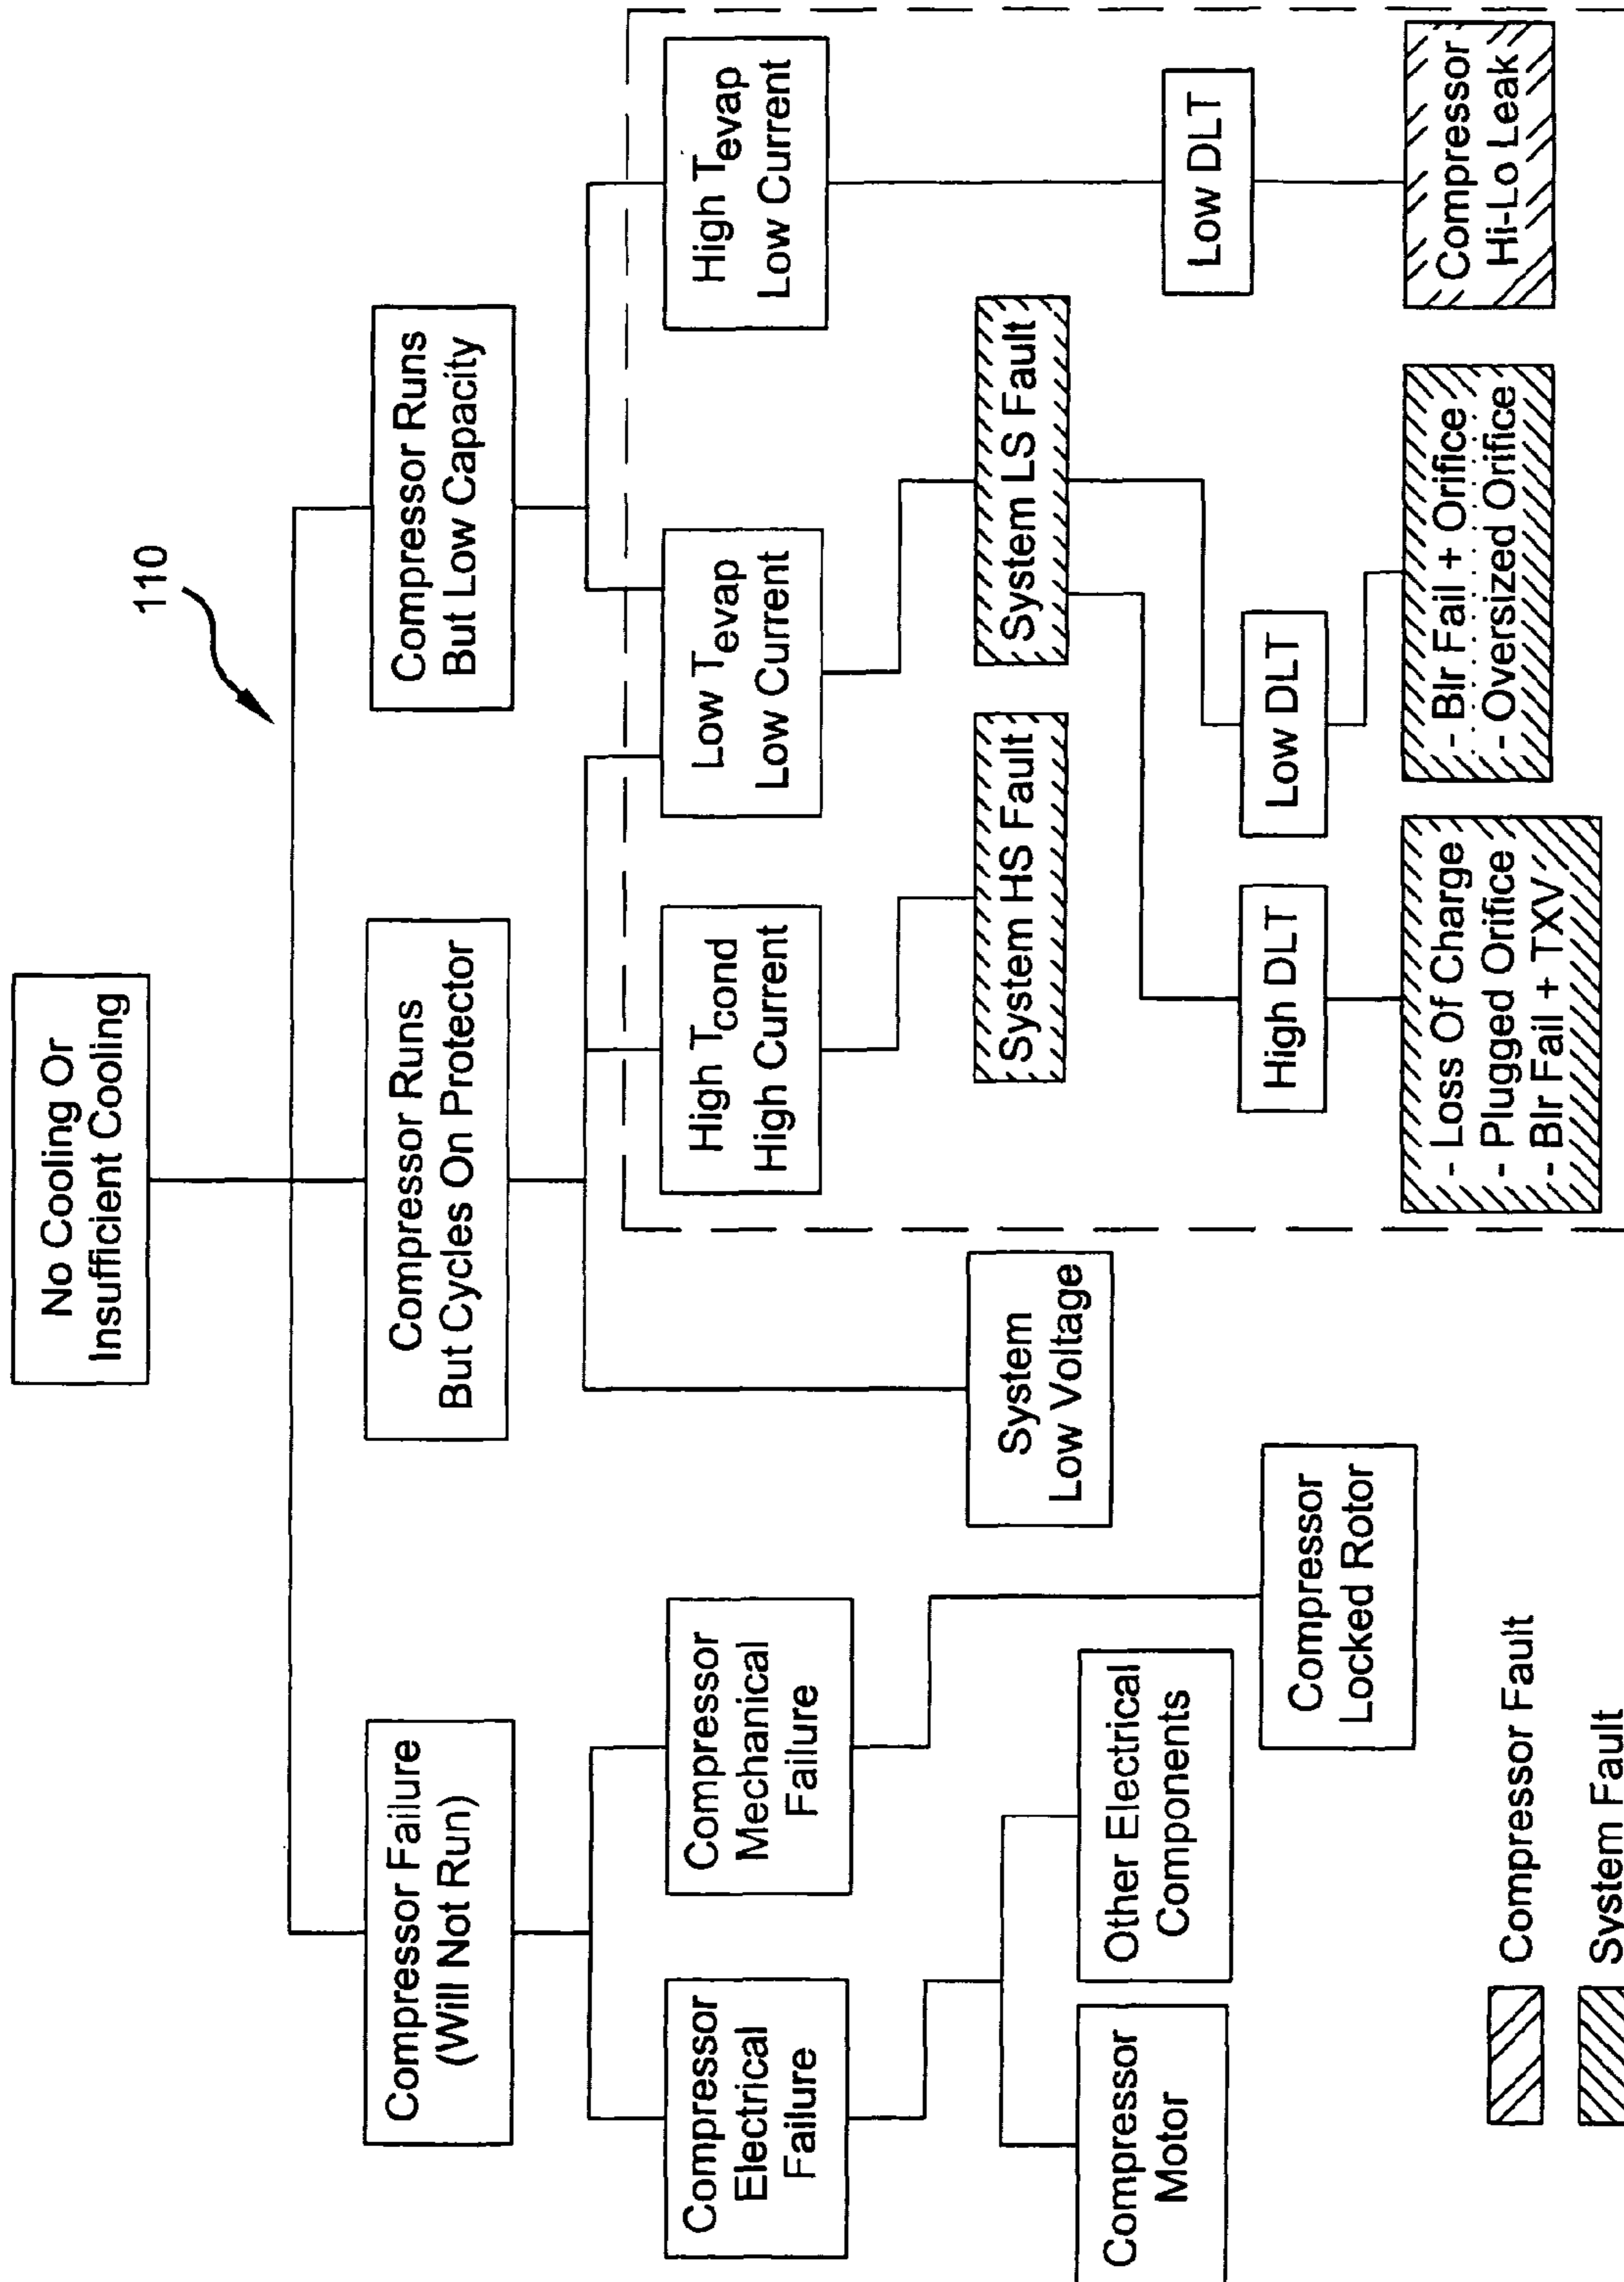 110
No Cooling Or
Insufficient Cooling
Compressor Failure
(Will Not Run)
Compressor Runs
But Cycles On Protector
Compressor Runs
But Low Capacity
Compressor
Electrical
Failure
Compressor
Mechanical
Failure
High Tcond
High Current
Low Tevap
Low Current
High Tevap
Low Current
System
Low Voltage
System HS Fault
System LS Fault
Compressor
Motor
Other Electrical
Components
Compressor
Locked Rotor
High DLT
Low DLT
Low DLT
- Loss Of Charge
- Plugged Orifice
- Blr Fail + TXV
- Blr Fail + Orifice
- Oversized Orifice
Compressor
Hi-Lo Leak
Compressor Fault
System Fault